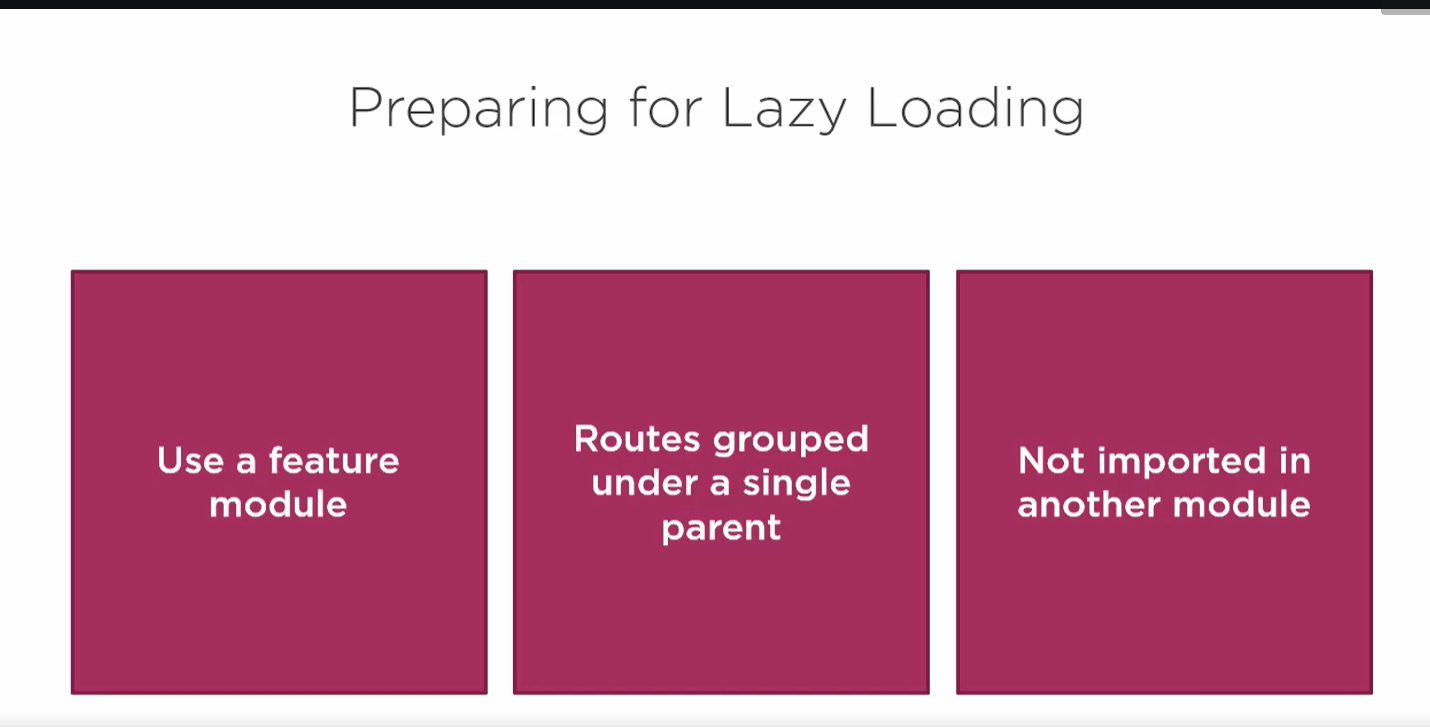 Preparing for Lazy Loading
Use a feature
module
Routes grouped
under a single
parent
Not imported in
another module